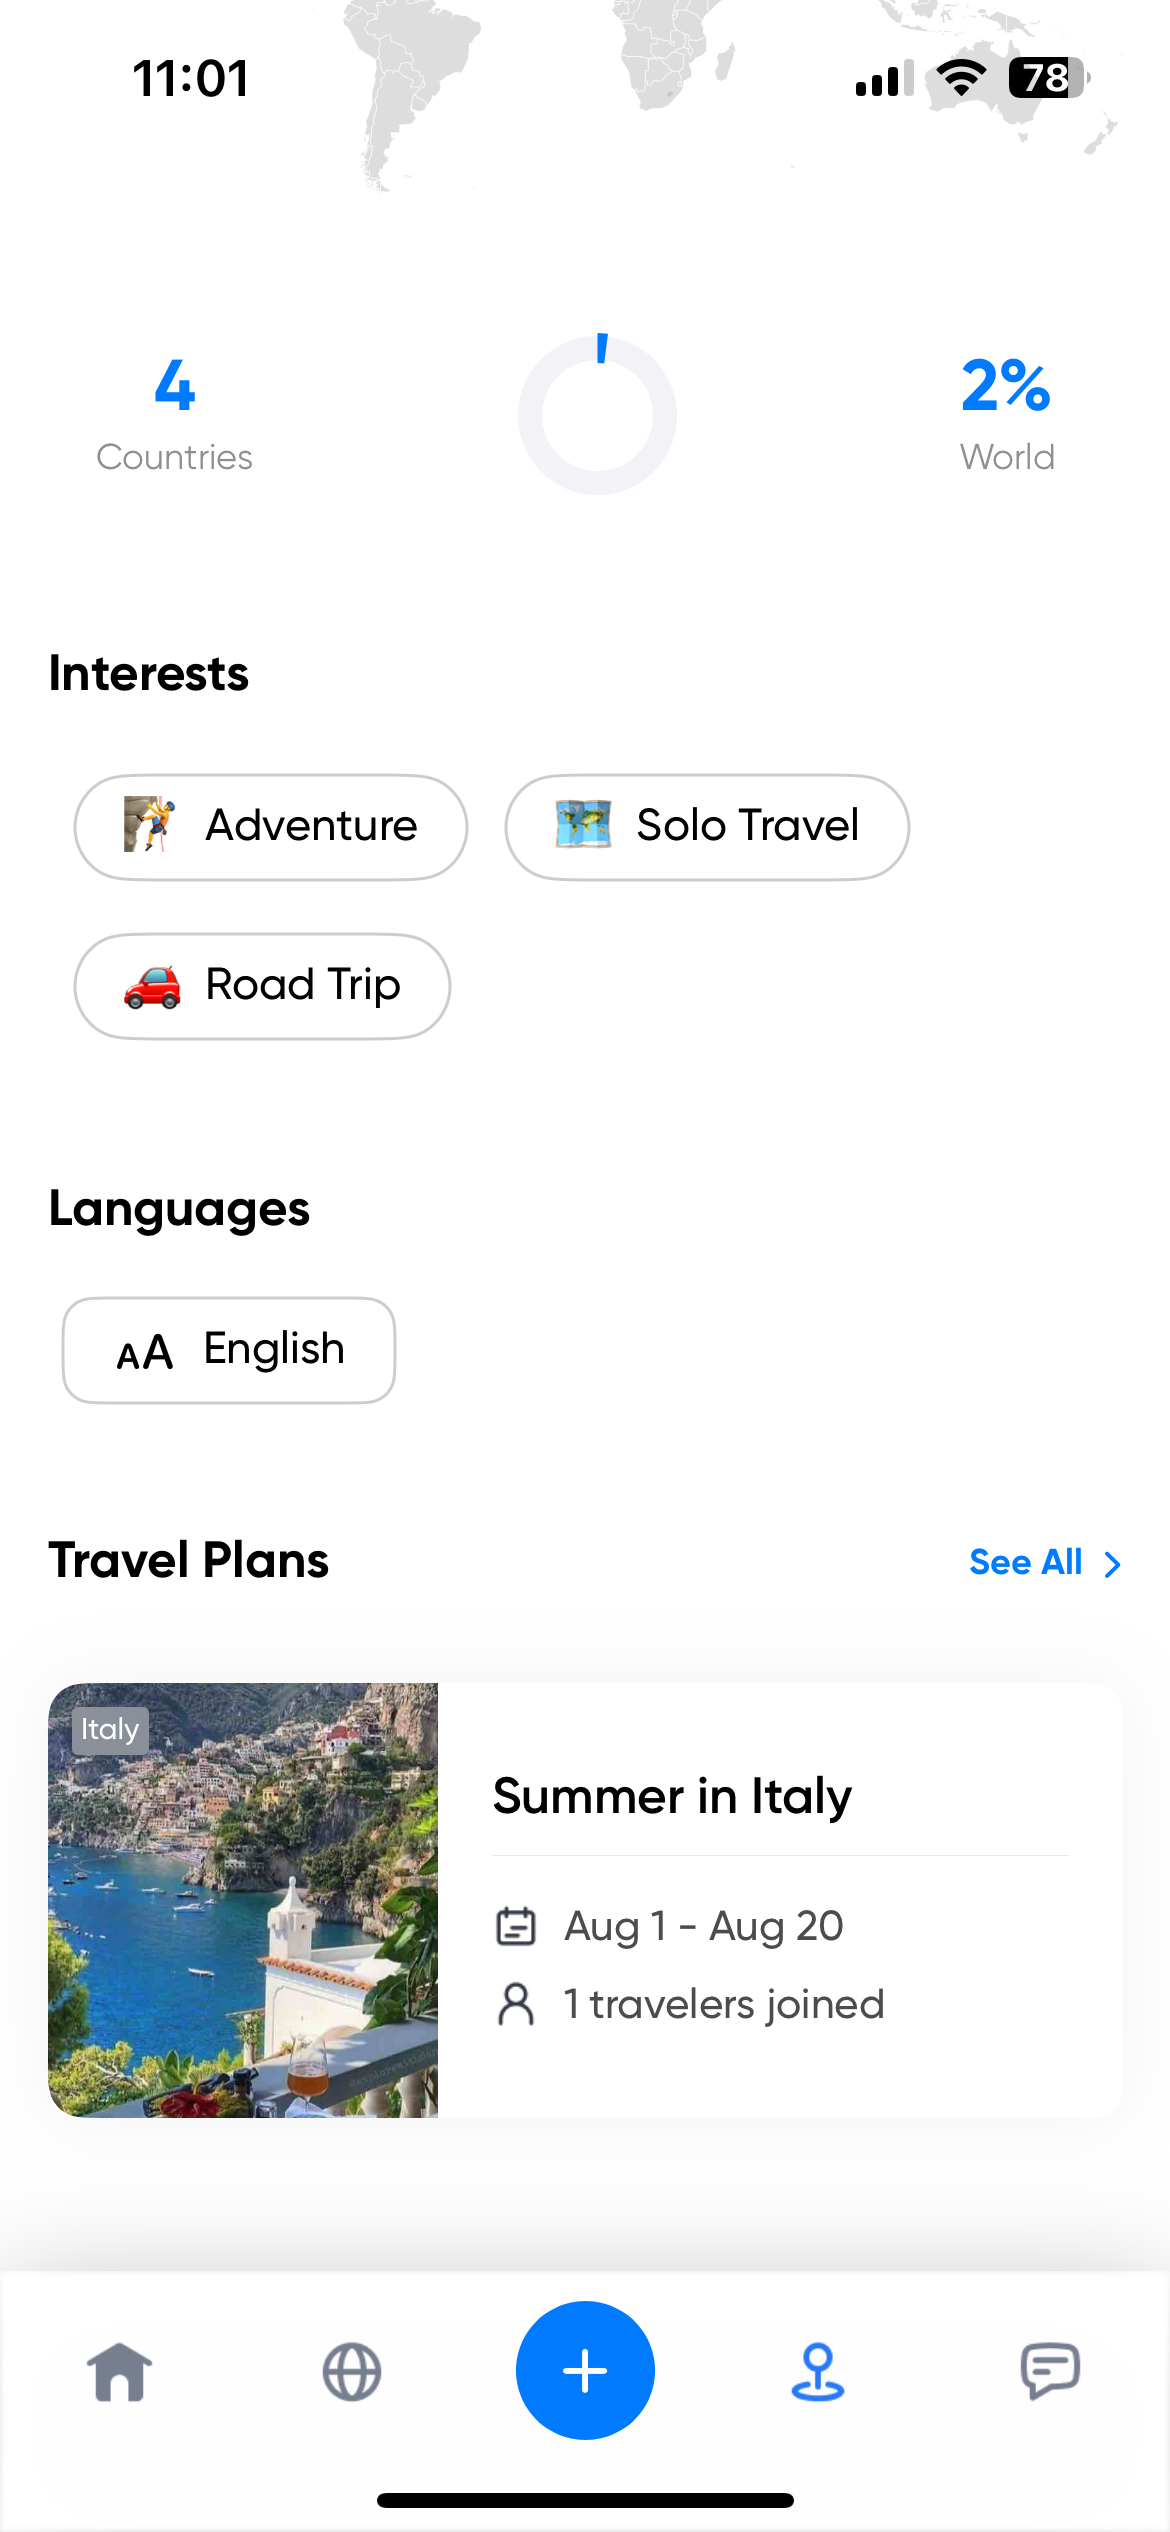 11:01
78
4
Countries
2%
World
Interests
Adventure
Solo Travel
Road Trip
Languages
AA English
Travel Plans
See All
Italy
Summer in Italy
Aug 1 - Aug 20
1 travelers joined